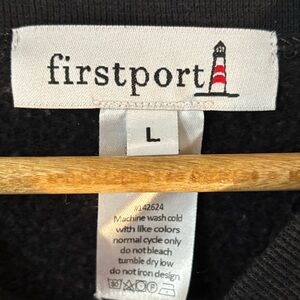 firstport
L
#142624
Machine wash cold
with like colors
normal cycle only
do not bleach
tumble dry low
do not iron design